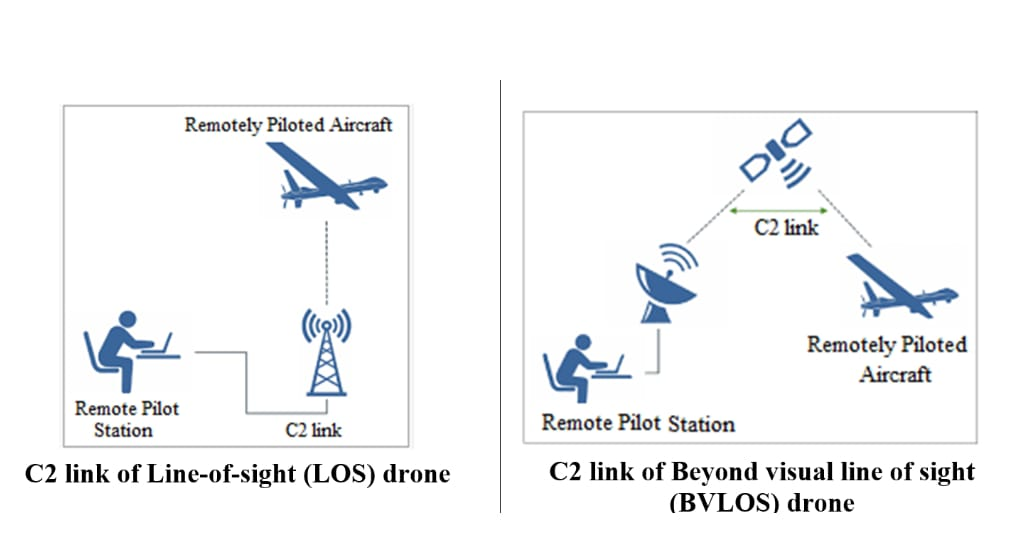 Remotely Piloted Aircraft
Remote Pilot
Station
C2 link
C2 link of Line-of-sight (LOS) drone
C2 link
Remotely Piloted
Aircraft
Remote Pilot Station
C2 link of Beyond visual line of sight
(BVLOS) drone